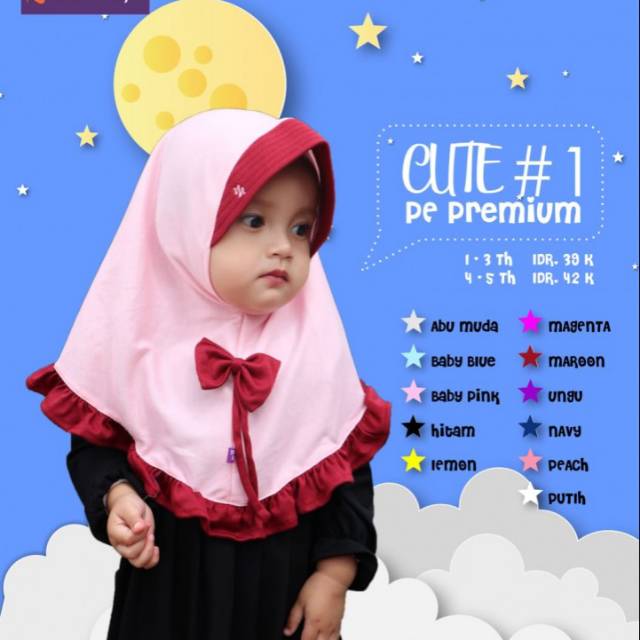 CUTE # 1
PE PREMIUM
1 - 3 Th IDR. 39 K
4 - 5 Th IDR. 42 K
ABU MUDA
BABY BLUE
BABY PINK
HITAM
LEMON
MAGENTA
MAROON
UNGU
NAVY
PEACH
PUTIH